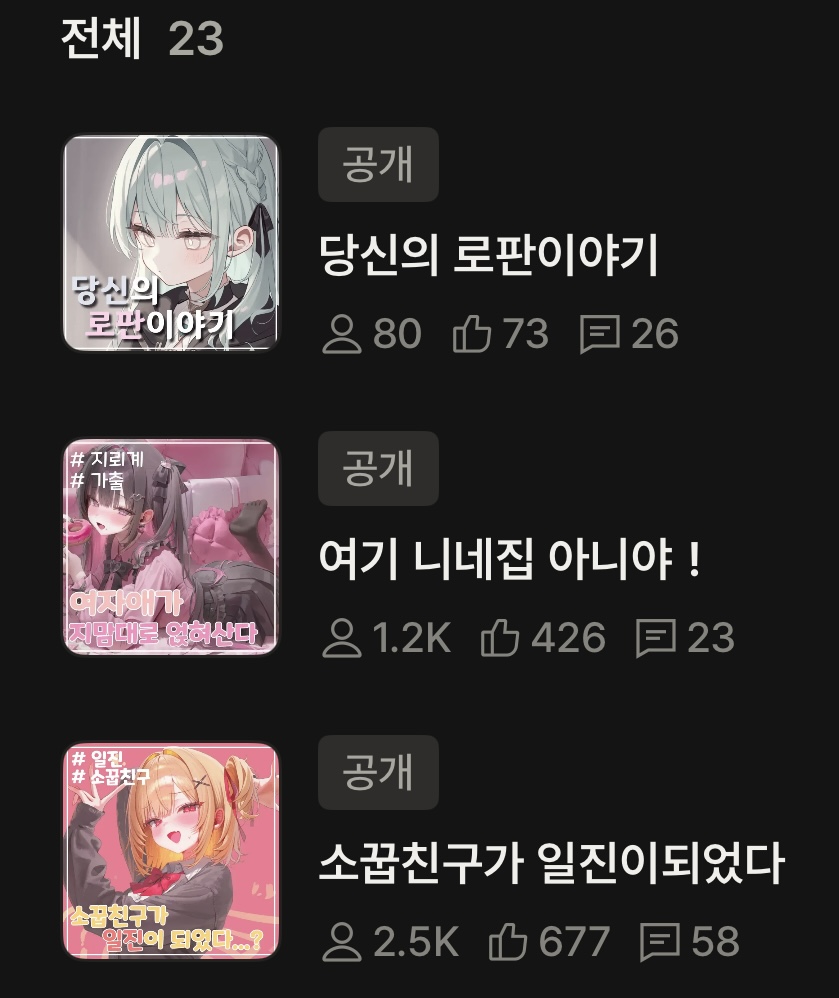 전체 23
공개
당신의 로판이야기
80 73 26
당신의
로판이야기
공개
여기 니네집 아니야 !
1.2K 426 23
# 지뢰계
# 가출
여자애가
지맘대로 얹혀산다
공개
소꿉친구가 일진이되었다
2.5K 677 58
# 일진
# 소꿉친구
소꿉친구가
일진이 되었다...?